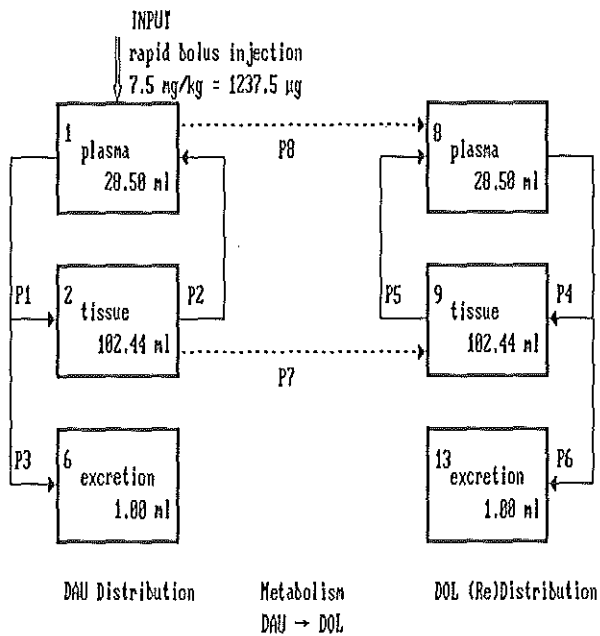 INPUT
rapid bolus injection
7.5 mg/kg = 1237.5 µg
1
plasma
28.50 ml
P8
8
plasma
28.50 ml
P1
2
tissue
102.44 ml
P2
P7
P5
9
tissue
102.44 ml
P4
P3
6
excretion
1.00 ml
13
excretion
1.00 ml
P6
DAU Distribution
Metabolism
DAU → DOL
DOL (Re)Distribution